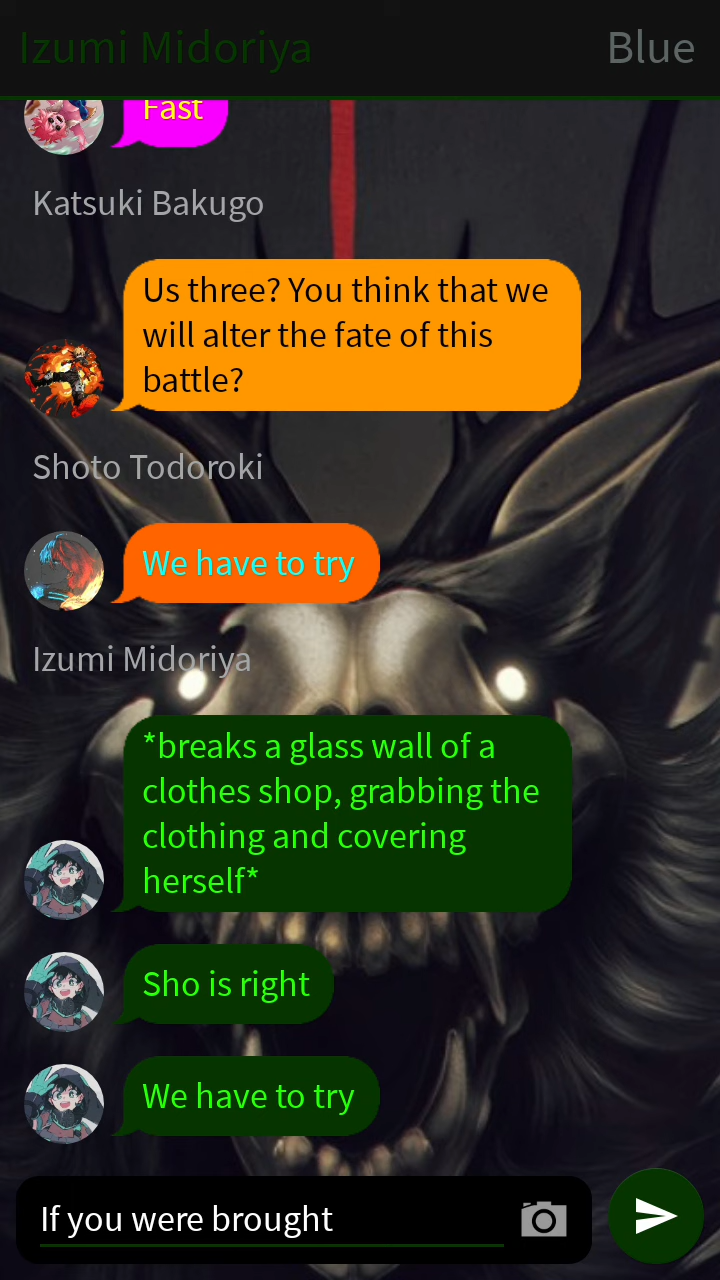 Izumi Midoriya
Blue
Fast
Katsuki Bakugo
Us three? You think that we
will alter the fate of this
battle?
Shoto Todoroki
We have to try
Izumi Midoriya
*breaks a glass wall of a
clothes shop, grabbing the
clothing and covering
herself*
Sho is right
We have to try
If you were brought